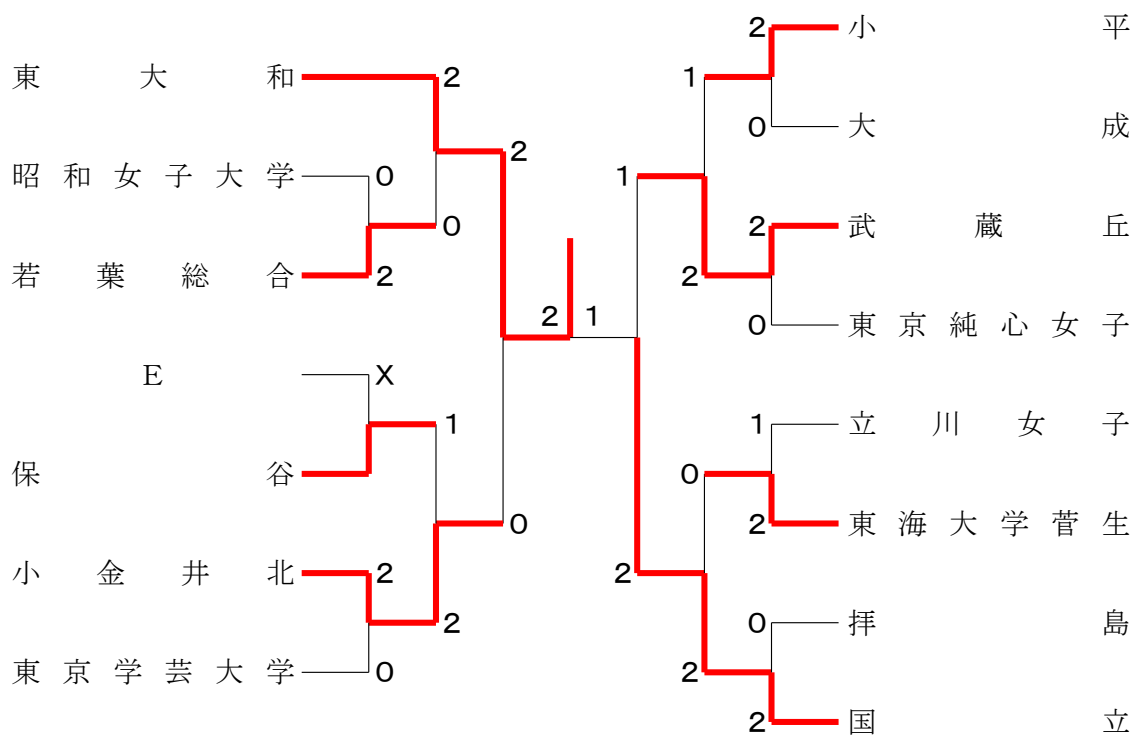 小平
2
東大和
2
1
0
大成
昭和女子大学
0
2
1
0
2
武蔵丘
若葉総合
2
2
2
1
0
東京純心女子
E
X
1
1
立川女子
保谷
0
0
2
東海大学菅生
小金井北
2
2
2
0
拝島
東京学芸大学
0
2
2
国立